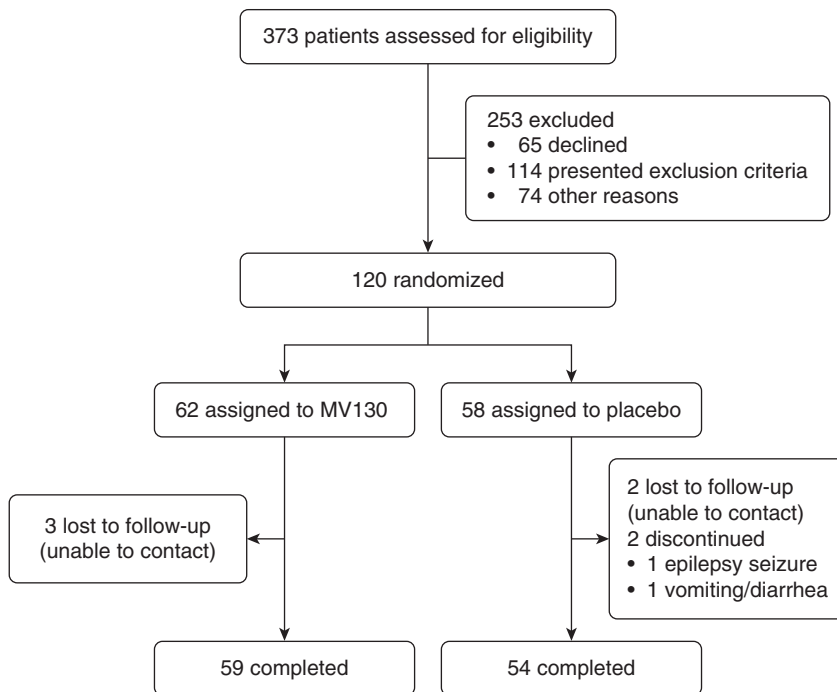 373 patients assessed for eligibility
253 excluded
• 65 declined
• 114 presented exclusion criteria
• 74 other reasons
120 randomized
62 assigned to MV130
58 assigned to placebo
3 lost to follow-up
(unable to contact)
2 lost to follow-up
(unable to contact)
2 discontinued
• 1 epilepsy seizure
• 1 vomiting/diarrhea
59 completed
54 completed